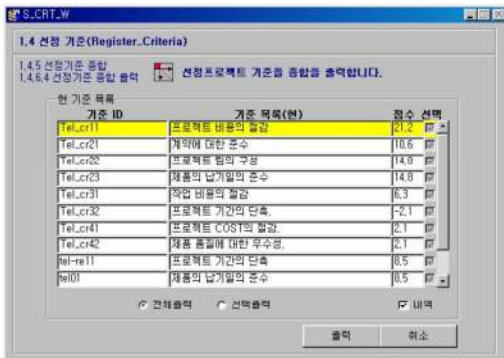 S_CRT_W
1.4 선정 기준(Register_Criteria)
1.4.5 선정기준 종합
1.4.6.4 선정기준 종합 출력
선정프로젝트 기준을 종합을 출력합니다.
현 기준 목록
기준 ID 기준 목록(현) 점수 선택
Tel_cr11 프로젝트 비용의 절감 21.2
Tel_cr21 계약에 대한 준수 10.6
Tel_cr22 프로젝트 팀의 구성 14.8
Tel_cr23 제품의 납기일의 준수 14.8
Tel_cr31 작업 비용의 절감 6.3
Tel_cr32 프로젝트 기간의 단축. -2.1
Tel_cr41 프로젝트 COST의 절감. 2.1
Tel_cr42 제품 품질에 대한 우수성. 2.1
tel-re11 프로젝트 기간의 단축 8.5
tel01 제품의 납기일의 준수 8.5
전체출력 선택출력 내역
출력 취소